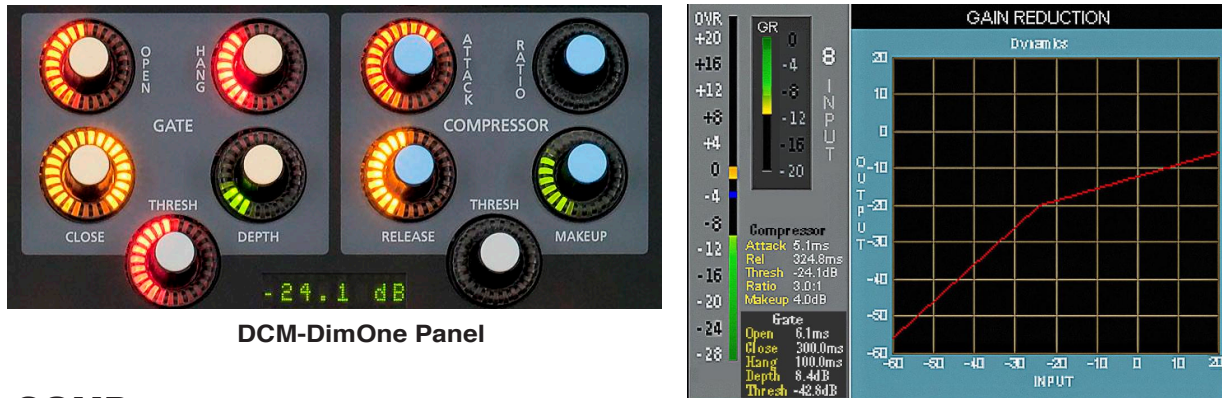 OPEN
HANG
ATTACK
RATIO
GATE
COMPRESSOR
THRESH
THRESH
CLOSE
DEPTH
RELEASE
MAKEUP
-24.1 dB
DCM-DimOne Panel
OVR
+20
+16
+12
+8
+4
0
-4
-8
-12
-16
-20
-24
-28
GR
0
-4
-8
-12
-16
-20
8
INPUT
Compressor
Attack 5.1ms
Rel 324.8ms
Thresh -24.1dB
Ratio 3.0:1
Makeup 4.0dB
Gate
Open 6.1ms
Close 300.0ms
Hang 100.0ms
Depth 8.4dB
Thresh -42.8dB
GAIN REDUCTION
Dynamics
20
10
0
-10
-20
-30
-40
-50
-60
OUTPUT
-60 -50 -40 -30 -20 -10 0 10 20
INPUT